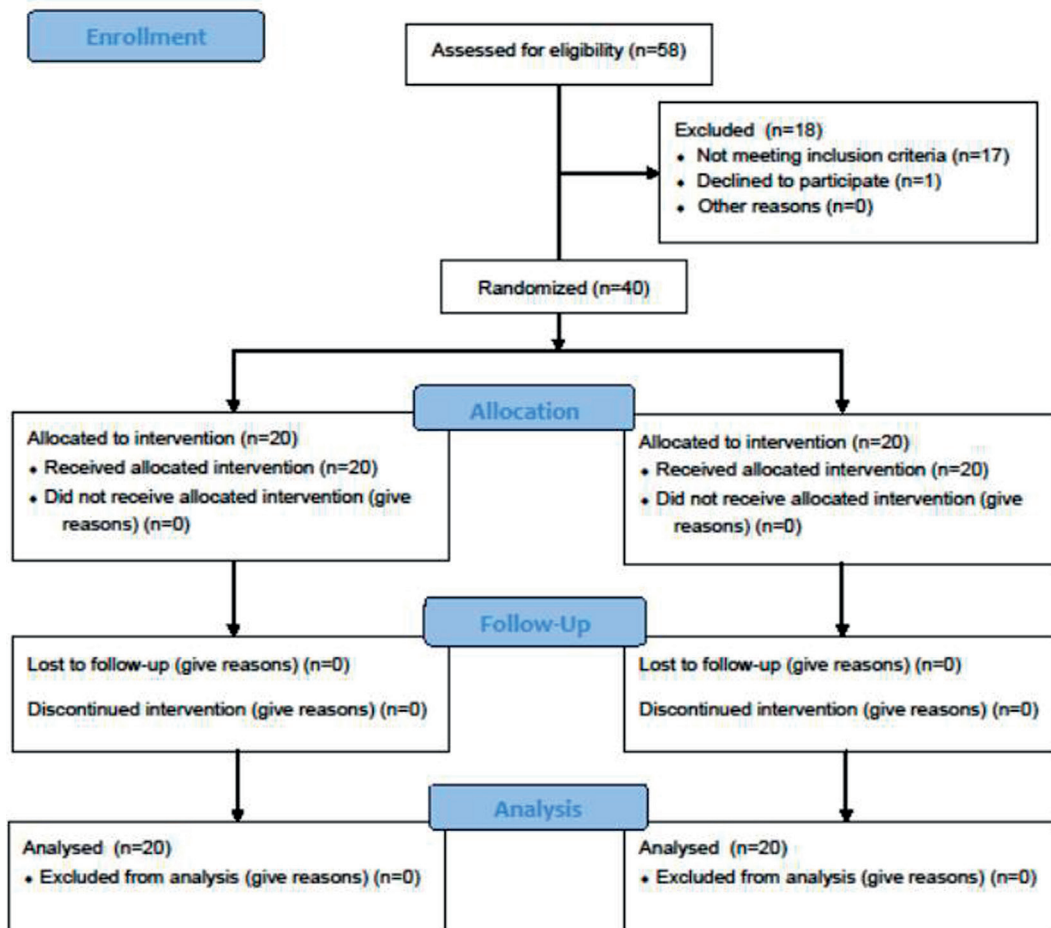 Enrollment
Assessed for eligibility (n=58)
Excluded (n=18)
• Not meeting inclusion criteria (n=17)
• Declined to participate (n=1)
• Other reasons (n=0)
Randomized (n=40)
Allocation
Allocated to intervention (n=20)
• Received allocated intervention (n=20)
• Did not receive allocated intervention (give
reasons) (n=0)
Allocated to intervention (n=20)
• Received allocated intervention (n=20)
• Did not receive allocated intervention (give
reasons) (n=0)
Follow-Up
Lost to follow-up (give reasons) (n=0)
Discontinued intervention (give reasons) (n=0)
Lost to follow-up (give reasons) (n=0)
Discontinued intervention (give reasons) (n=0)
Analysis
Analysed (n=20)
• Excluded from analysis (give reasons) (n=0)
Analysed (n=20)
• Excluded from analysis (give reasons) (n=0)